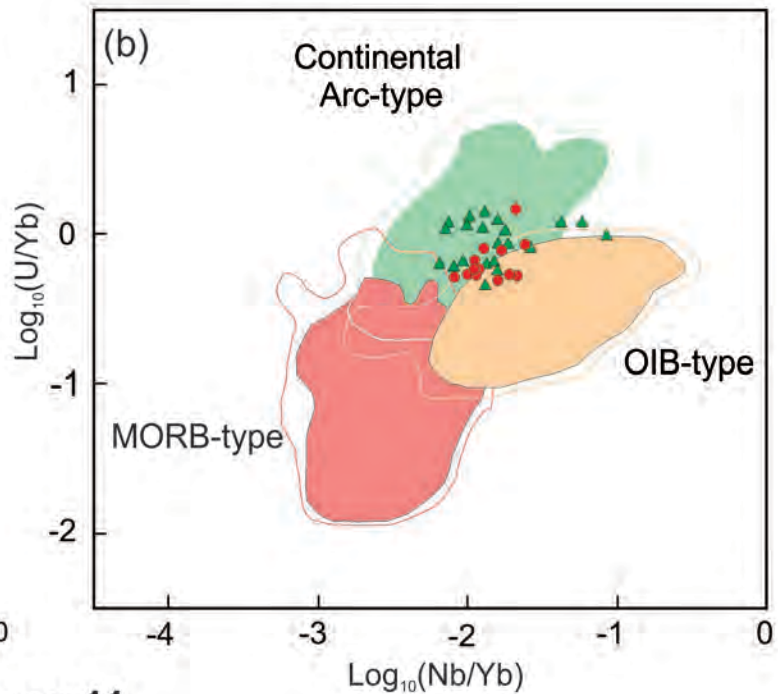 (b)
Continental
Arc-type
1
0
-1
-2
Log₁₀(U/Yb)
OIB-type
MORB-type
0
-4
-3
-2
-1
0
Log₁₀(Nb/Yb)